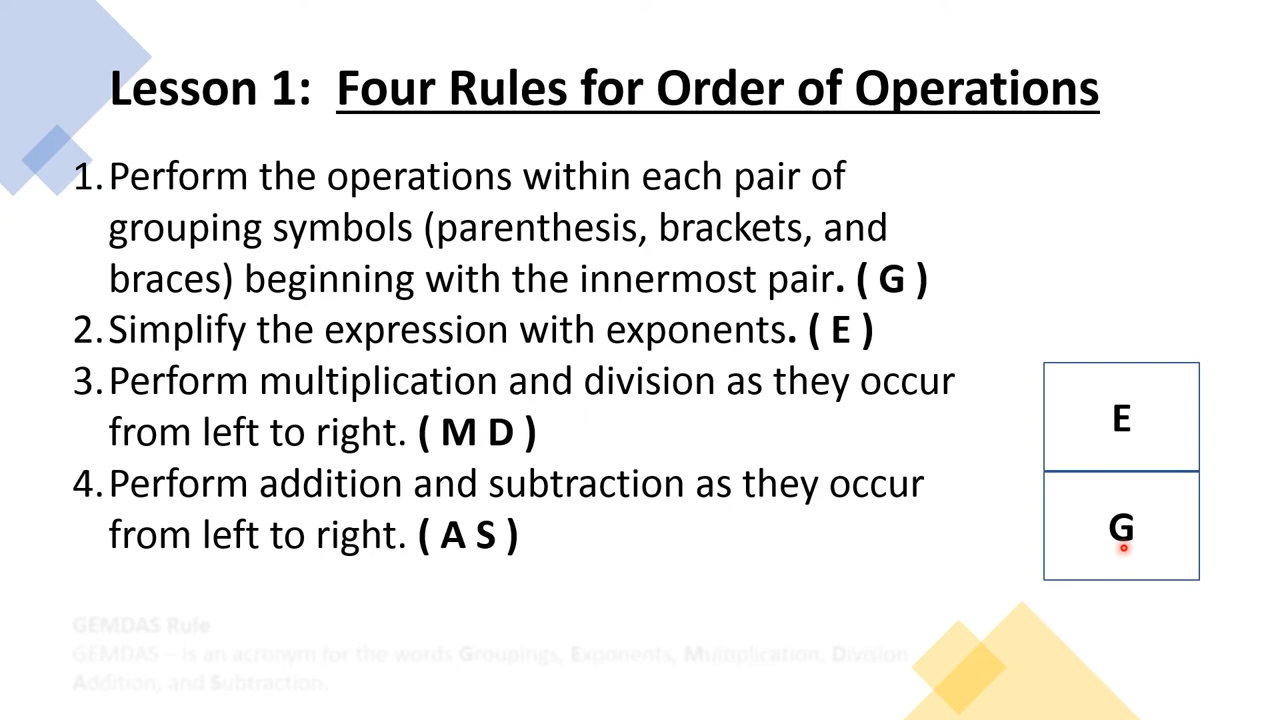 Lesson 1: Four Rules for Order of Operations
1. Perform the operations within each pair of
grouping symbols (parenthesis, brackets, and
braces) beginning with the innermost pair. ( G )
2. Simplify the expression with exponents. ( E )
3. Perform multiplication and division as they occur
from left to right. ( M D )
4. Perform addition and subtraction as they occur
from left to right. ( A S )
E
G
GEMDAS Rule
GEMDAS – is an acronym for the words Groupings, Exponents, Multiplication, Division
Addition, and Subtraction.